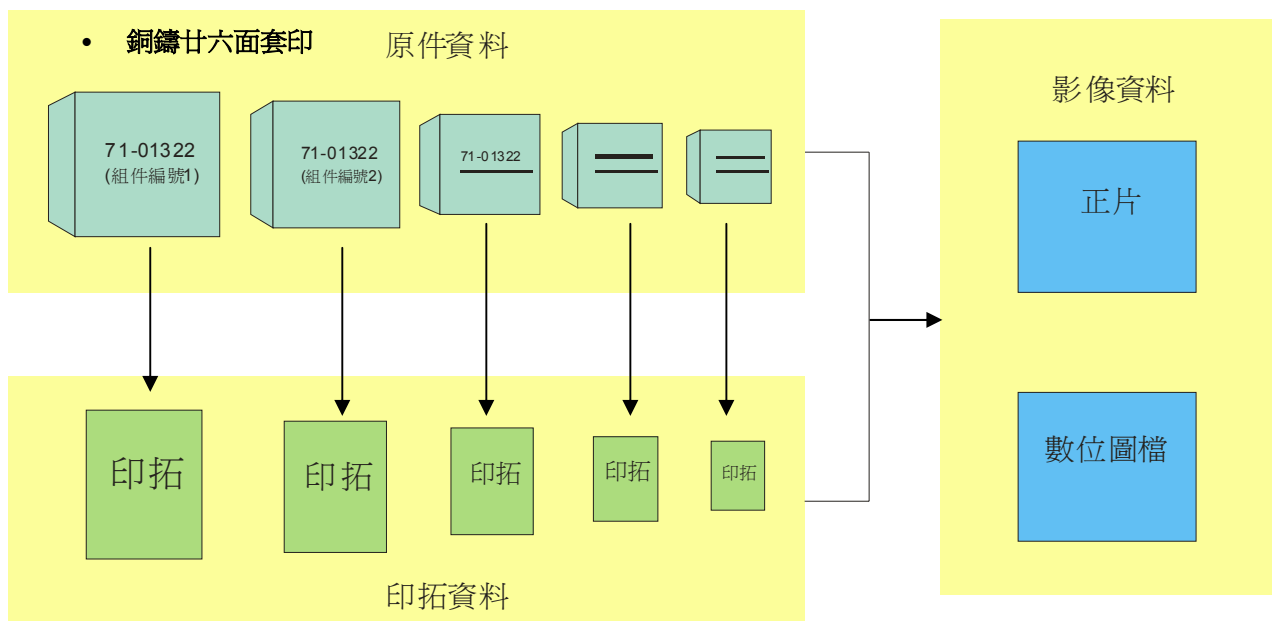 • 銅鑄廿六面套印
原件資料
71-01322
(組件編號1)
71-01322
(組件編號2)
71-01322
印拓
印拓
印拓
印拓
印拓
印拓資料
影像資料
正片
數位圖檔